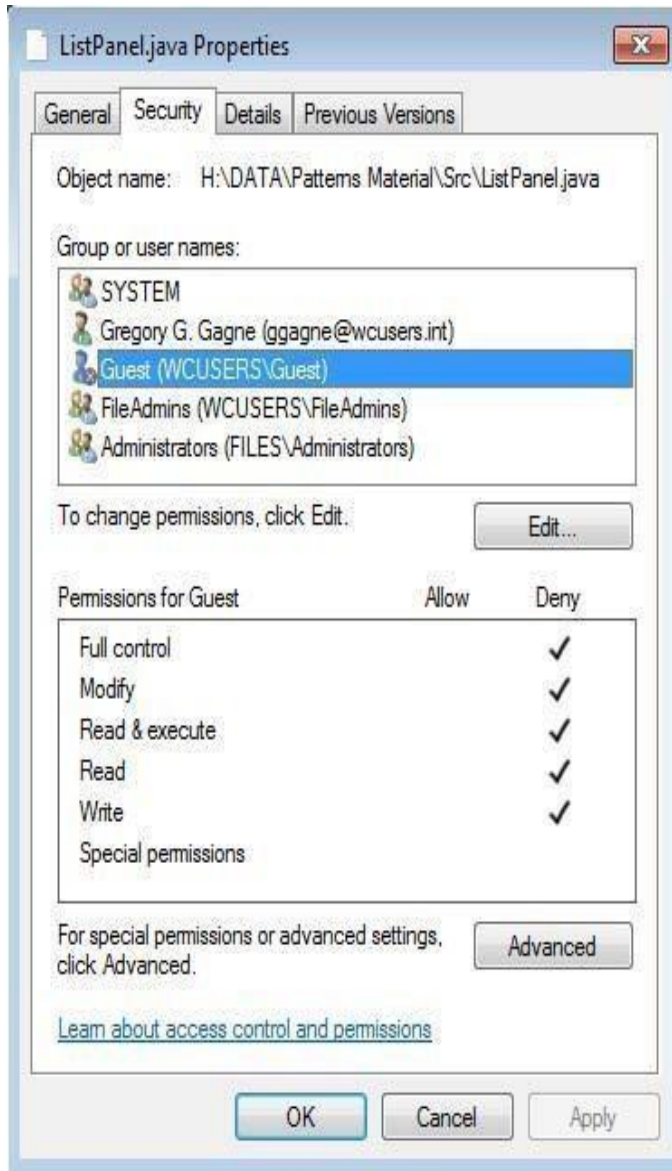 ListPanel.java Properties
General Security Details Previous Versions
Object name: H:\DATA\Patterns Material\Src\ListPanel.java
Group or user names:
SYSTEM
Gregory G. Gagne (ggagne@wcusers.int)
Guest (WCUSERS\Guest)
FileAdmins (WCUSERS\FileAdmins)
Administrators (FILES\Administrators)
To change permissions, click Edit.
Edit...
Permissions for Guest Allow Deny
Full control
Modify
Read & execute
Read
Write
Special permissions
For special permissions or advanced settings,
click Advanced.
Advanced
Learn about access control and permissions
OK Cancel Apply